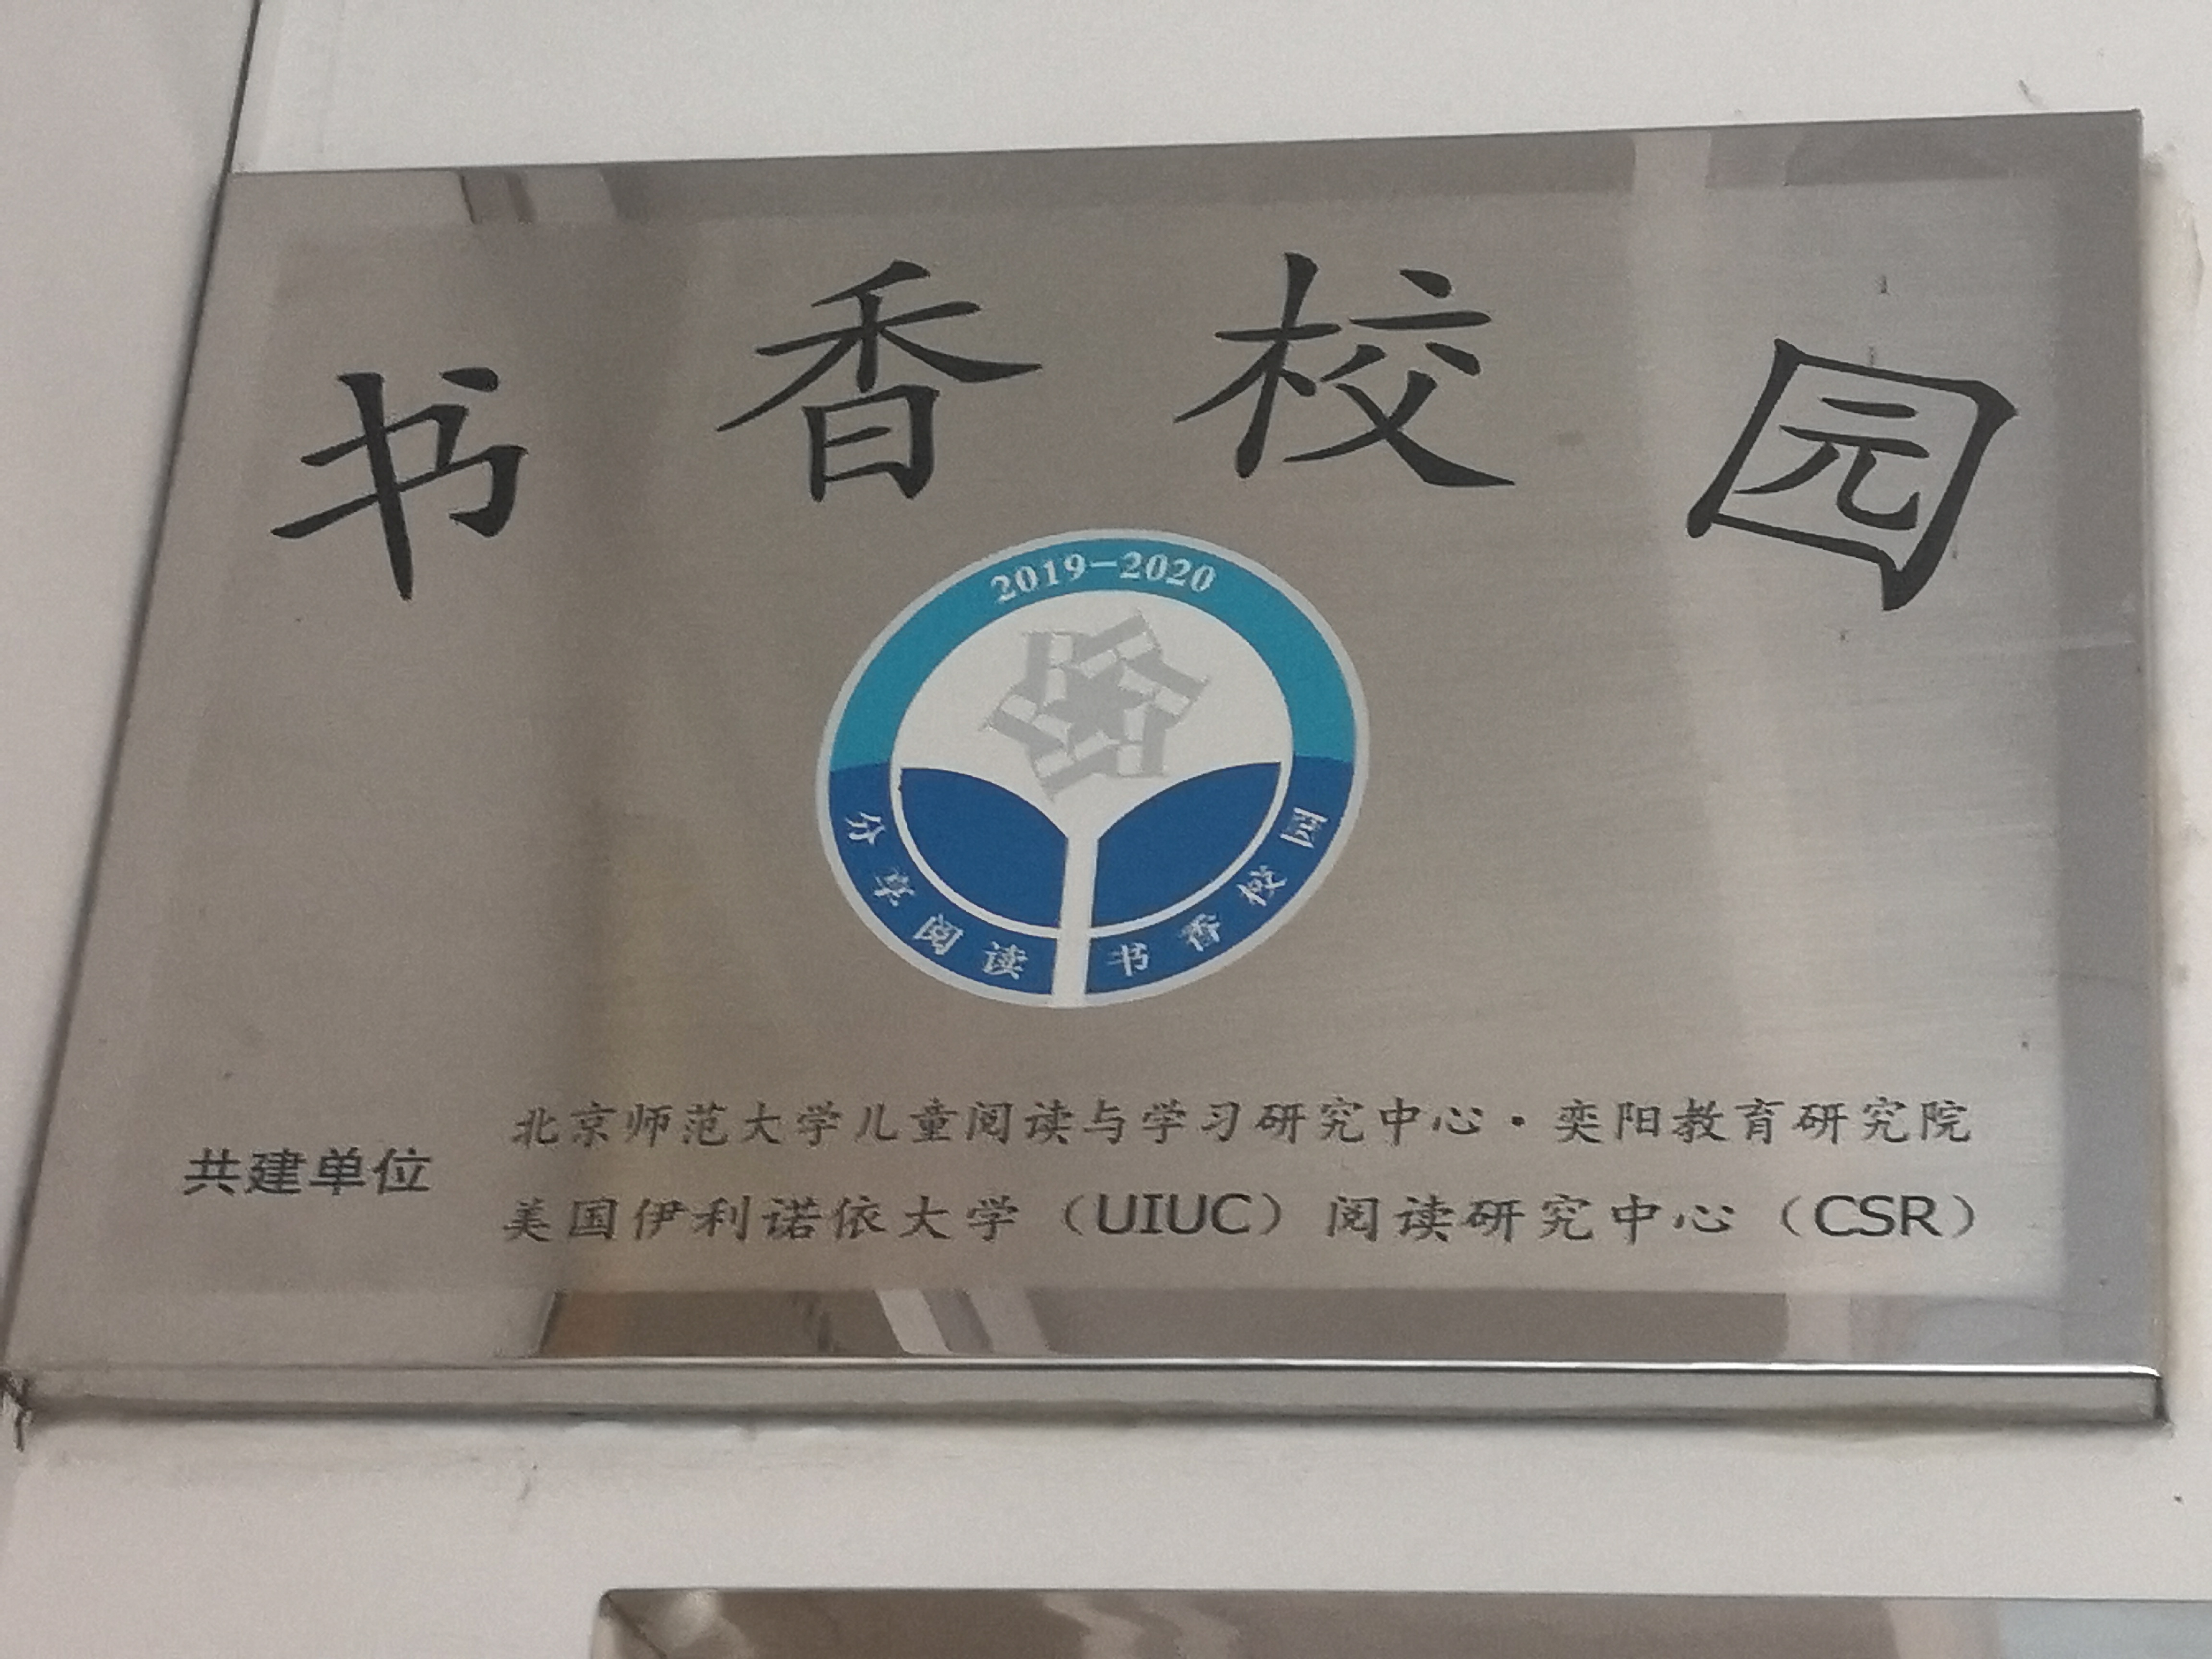 书香校园
2019-2020
分享阅读 书香校园
共建单位
北京师范大学儿童阅读与学习研究中心·奕阳教育研究院
美国伊利诺依大学（UIUC）阅读研究中心（CSR）